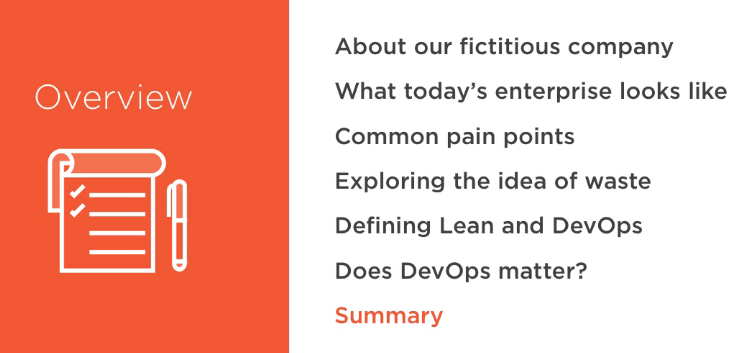 Overview
About our fictitious company
What today’s enterprise looks like
Common pain points
Exploring the idea of waste
Defining Lean and DevOps
Does DevOps matter?
Summary